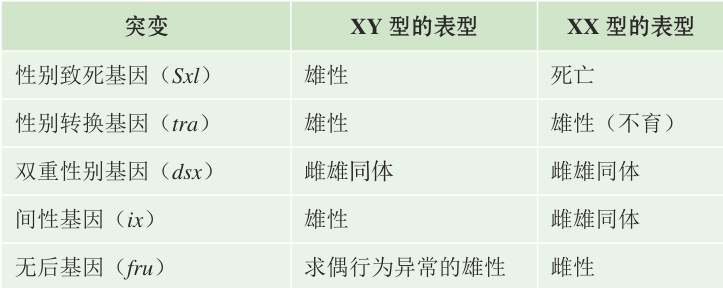 突变 XY 型的表型 XX 型的表型
性别致死基因（Sxl） 雄性 死亡
性别转换基因（tra） 雄性 雄性（不育）
双重性别基因（dsx） 雌雄同体 雌雄同体
间性基因（ix） 雄性 雌雄同体
无后基因（fru） 求偶行为异常的雄性 雌性